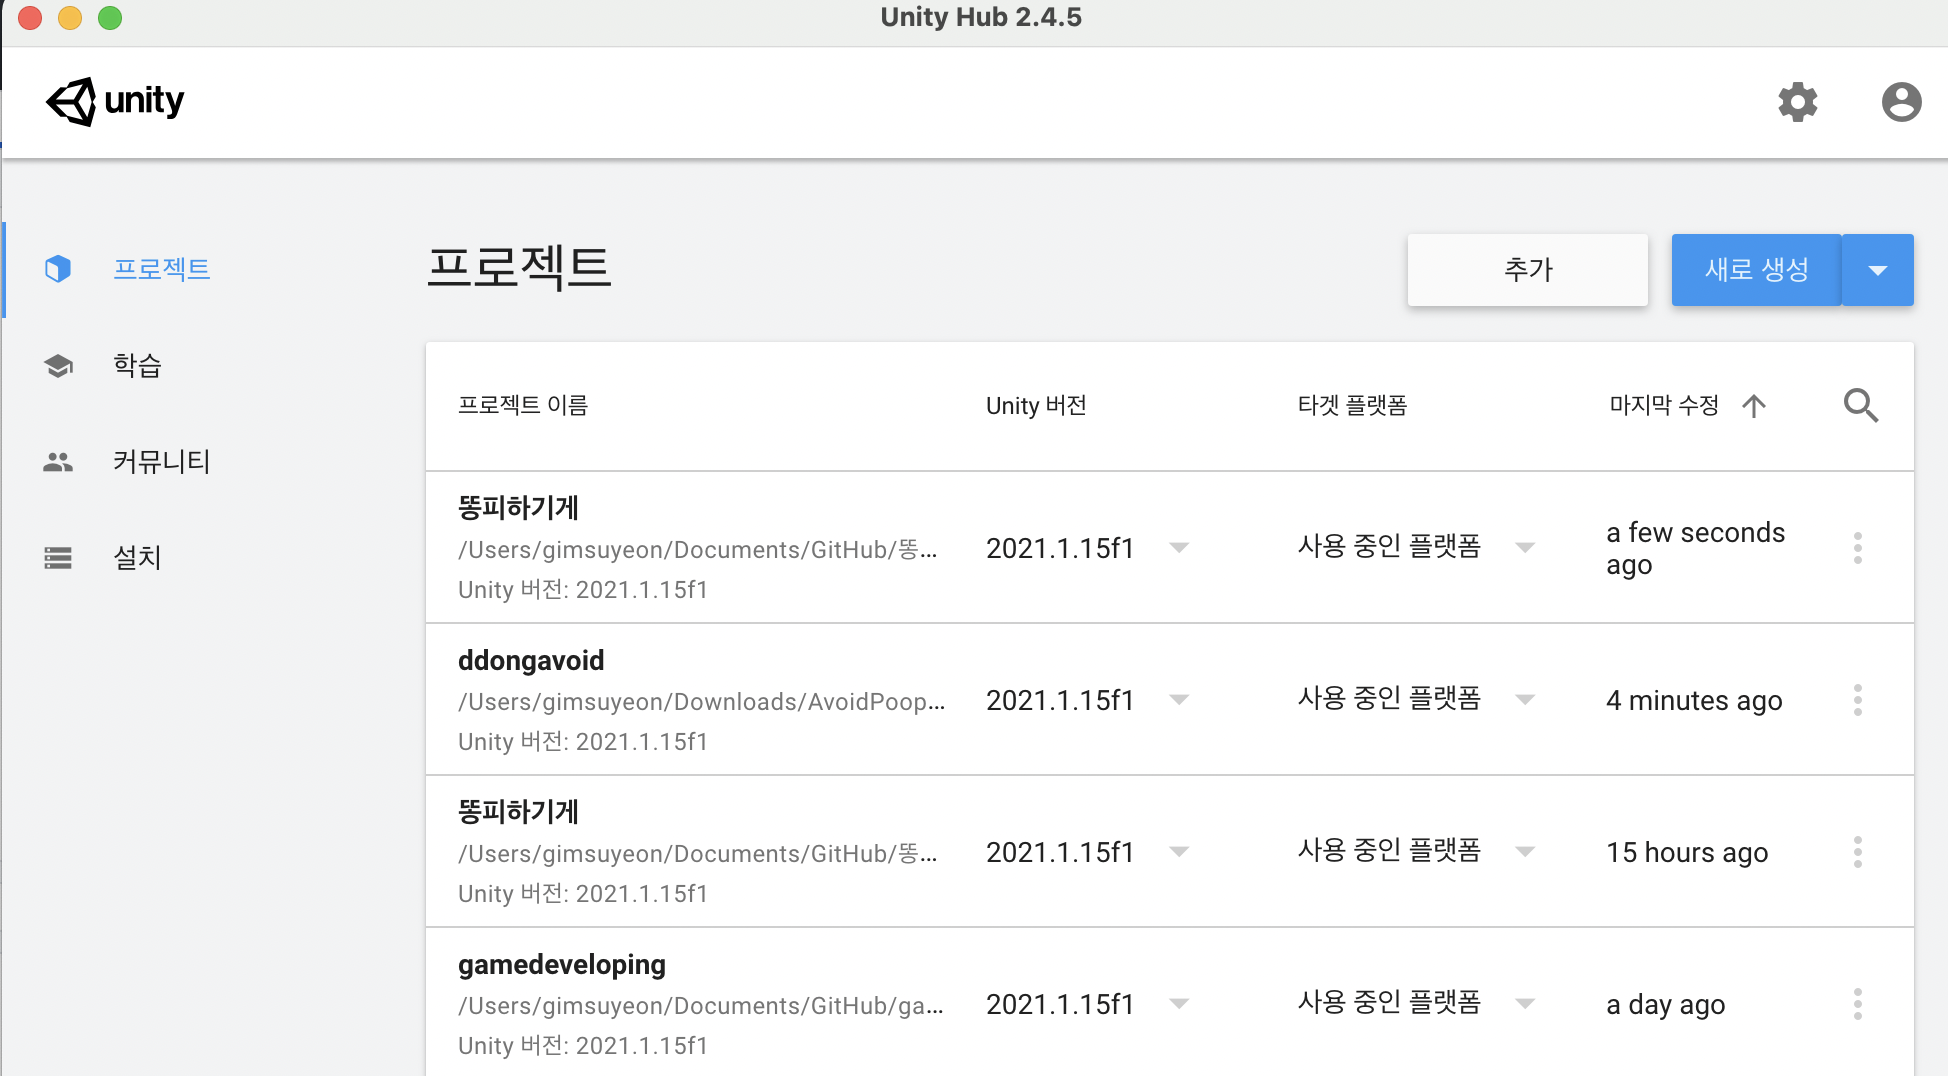 Unity Hub 2.4.5
unity
프로젝트
학습
커뮤니티
설치
프로젝트
추가
새로 생성
프로젝트 이름 Unity 버전 타겟 플랫폼 마지막 수정
똥피하기게
/Users/gimsuyeon/Documents/GitHub/똥...
Unity 버전: 2021.1.15f1
2021.1.15f1
사용 중인 플랫폼
a few seconds
ago
ddongavoid
/Users/gimsuyeon/Downloads/AvoidPoop...
Unity 버전: 2021.1.15f1
2021.1.15f1
사용 중인 플랫폼
4 minutes ago
똥피하기게
/Users/gimsuyeon/Documents/GitHub/똥...
Unity 버전: 2021.1.15f1
2021.1.15f1
사용 중인 플랫폼
15 hours ago
gamedeveloping
/Users/gimsuyeon/Documents/GitHub/ga...
Unity 버전: 2021.1.15f1
2021.1.15f1
사용 중인 플랫폼
a day ago